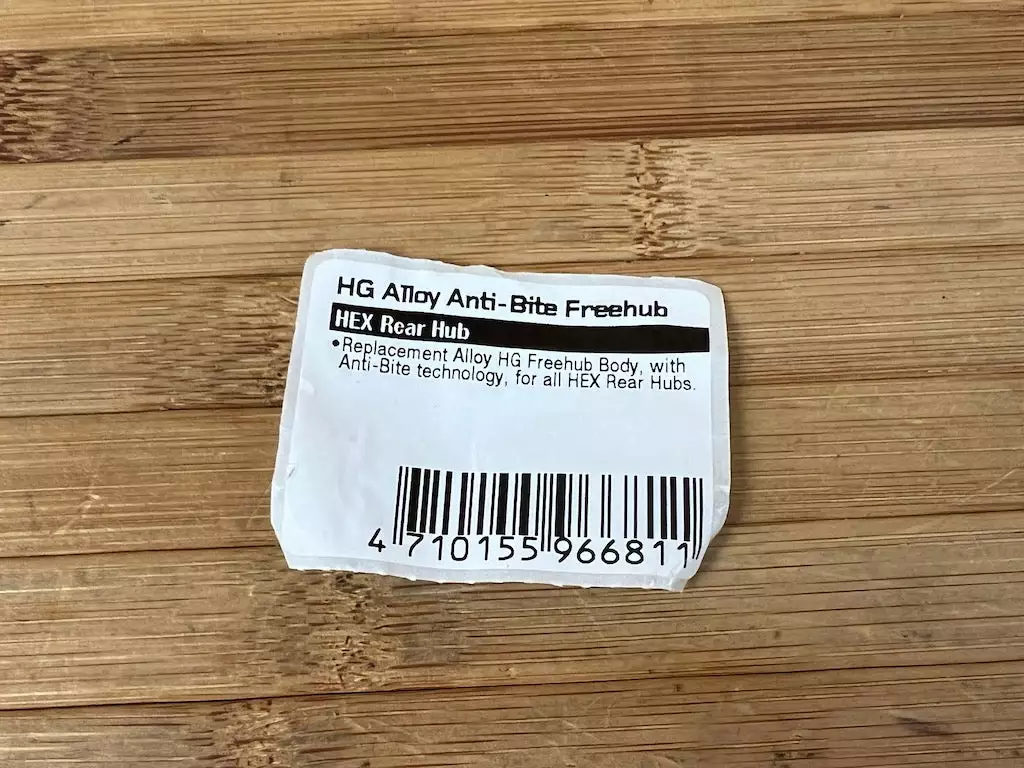 HG Alloy Anti-Bite Freehub
HEX Rear Hub
•Replacement Alloy HG Freehub Body, with
Anti-Bite technology, for all HEX Rear Hubs.
4 710155 966811